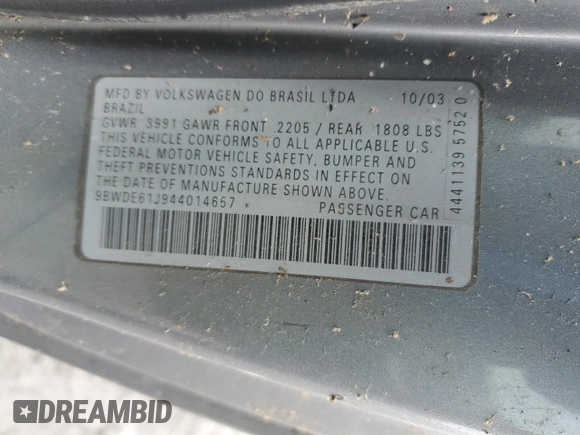 MFD BY VOLKSWAGEN DO BRASIL LTDA 10/03
BRAZIL
GVWR 3991 GAWR FRONT 2205 / REAR 1808 LBS
THIS VEHICLE CONFORMS TO ALL APPLICABLE U.S.
FEDERAL MOTOR VEHICLE SAFETY, BUMPER AND
THEFT PREVENTIONS STANDARDS IN EFFECT ON
THE DATE OF MANUFACTURE SHOWN ABOVE.
9BWDE61J944014657 PASSENGER CAR
4441139 5752 0
DREAMBID